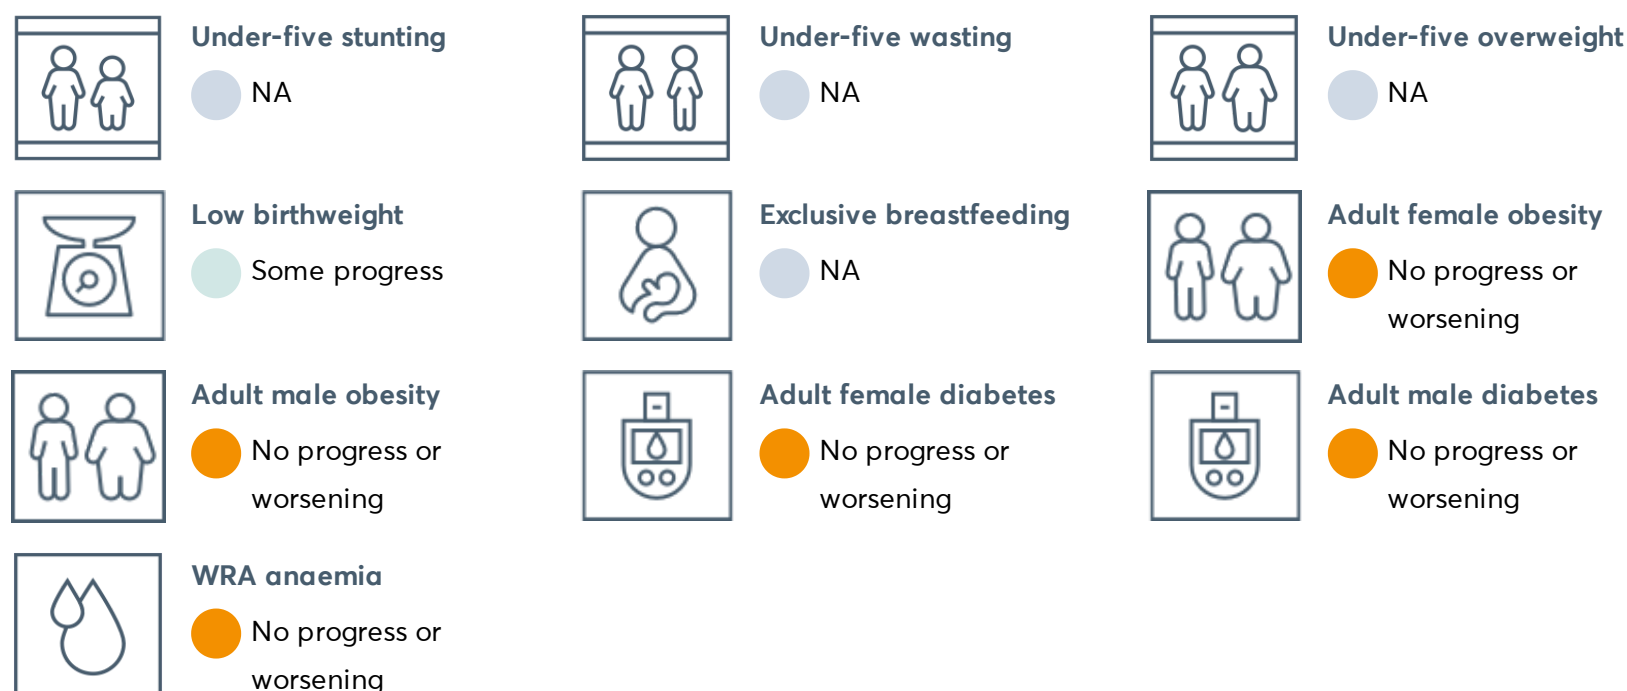 Under-five stunting
NA
Under-five wasting
NA
Under-five overweight
NA
Low birthweight
Some progress
Exclusive breastfeeding
NA
Adult female obesity
No progress or
worsening
Adult male obesity
No progress or
worsening
Adult female diabetes
No progress or
worsening
Adult male diabetes
No progress or
worsening
WRA anaemia
No progress or
worsening